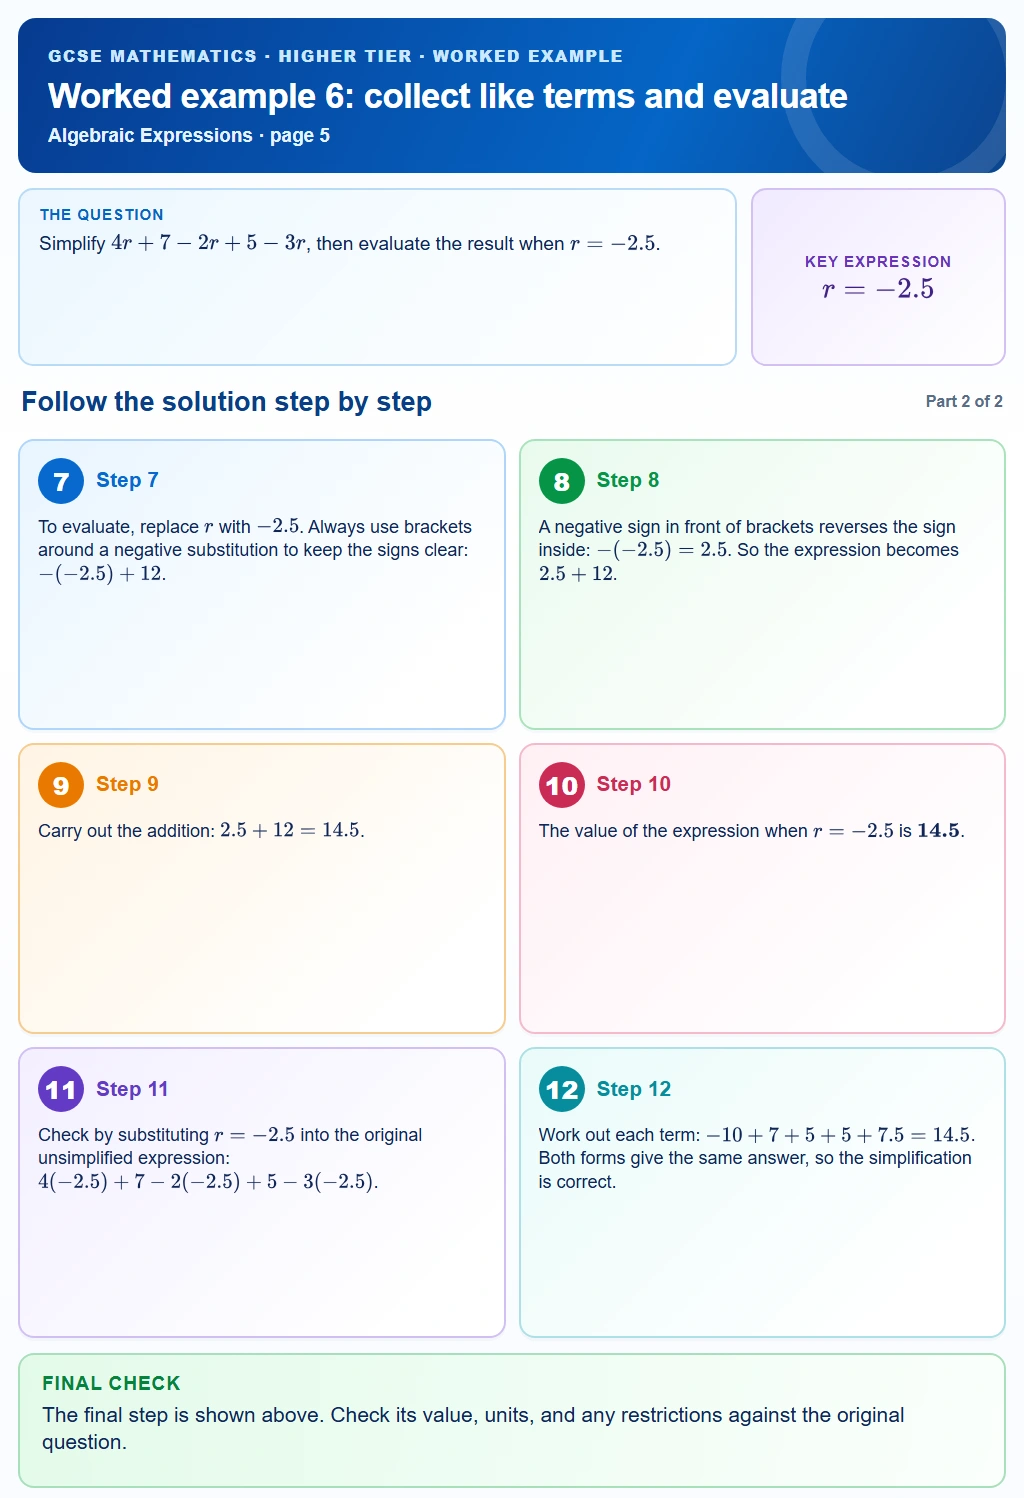 GCSE MATHEMATICS · HIGHER TIER · WORKED EXAMPLE
Worked example 6: collect like terms and evaluate
Algebraic Expressions · page 5
THE QUESTION
Simplify 4r + 7 − 2r + 5 − 3r, then evaluate the result when r = −2.5.
KEY EXPRESSION
r = −2.5
Follow the solution step by step
Part 2 of 2
7 Step 7
To evaluate, replace r with −2.5. Always use brackets
around a negative substitution to keep the signs clear:
−(−2.5) + 12.
8 Step 8
A negative sign in front of brackets reverses the sign
inside: −(−2.5) = 2.5. So the expression becomes
2.5 + 12.
9 Step 9
Carry out the addition: 2.5 + 12 = 14.5.
10 Step 10
The value of the expression when r = −2.5 is 14.5.
11 Step 11
Check by substituting r = −2.5 into the original
unsimplified expression:
4(−2.5) + 7 − 2(−2.5) + 5 − 3(−2.5).
12 Step 12
Work out each term: −10 + 7 + 5 + 5 + 7.5 = 14.5.
Both forms give the same answer, so the simplification
is correct.
FINAL CHECK
The final step is shown above. Check its value, units, and any restrictions against the original
question.